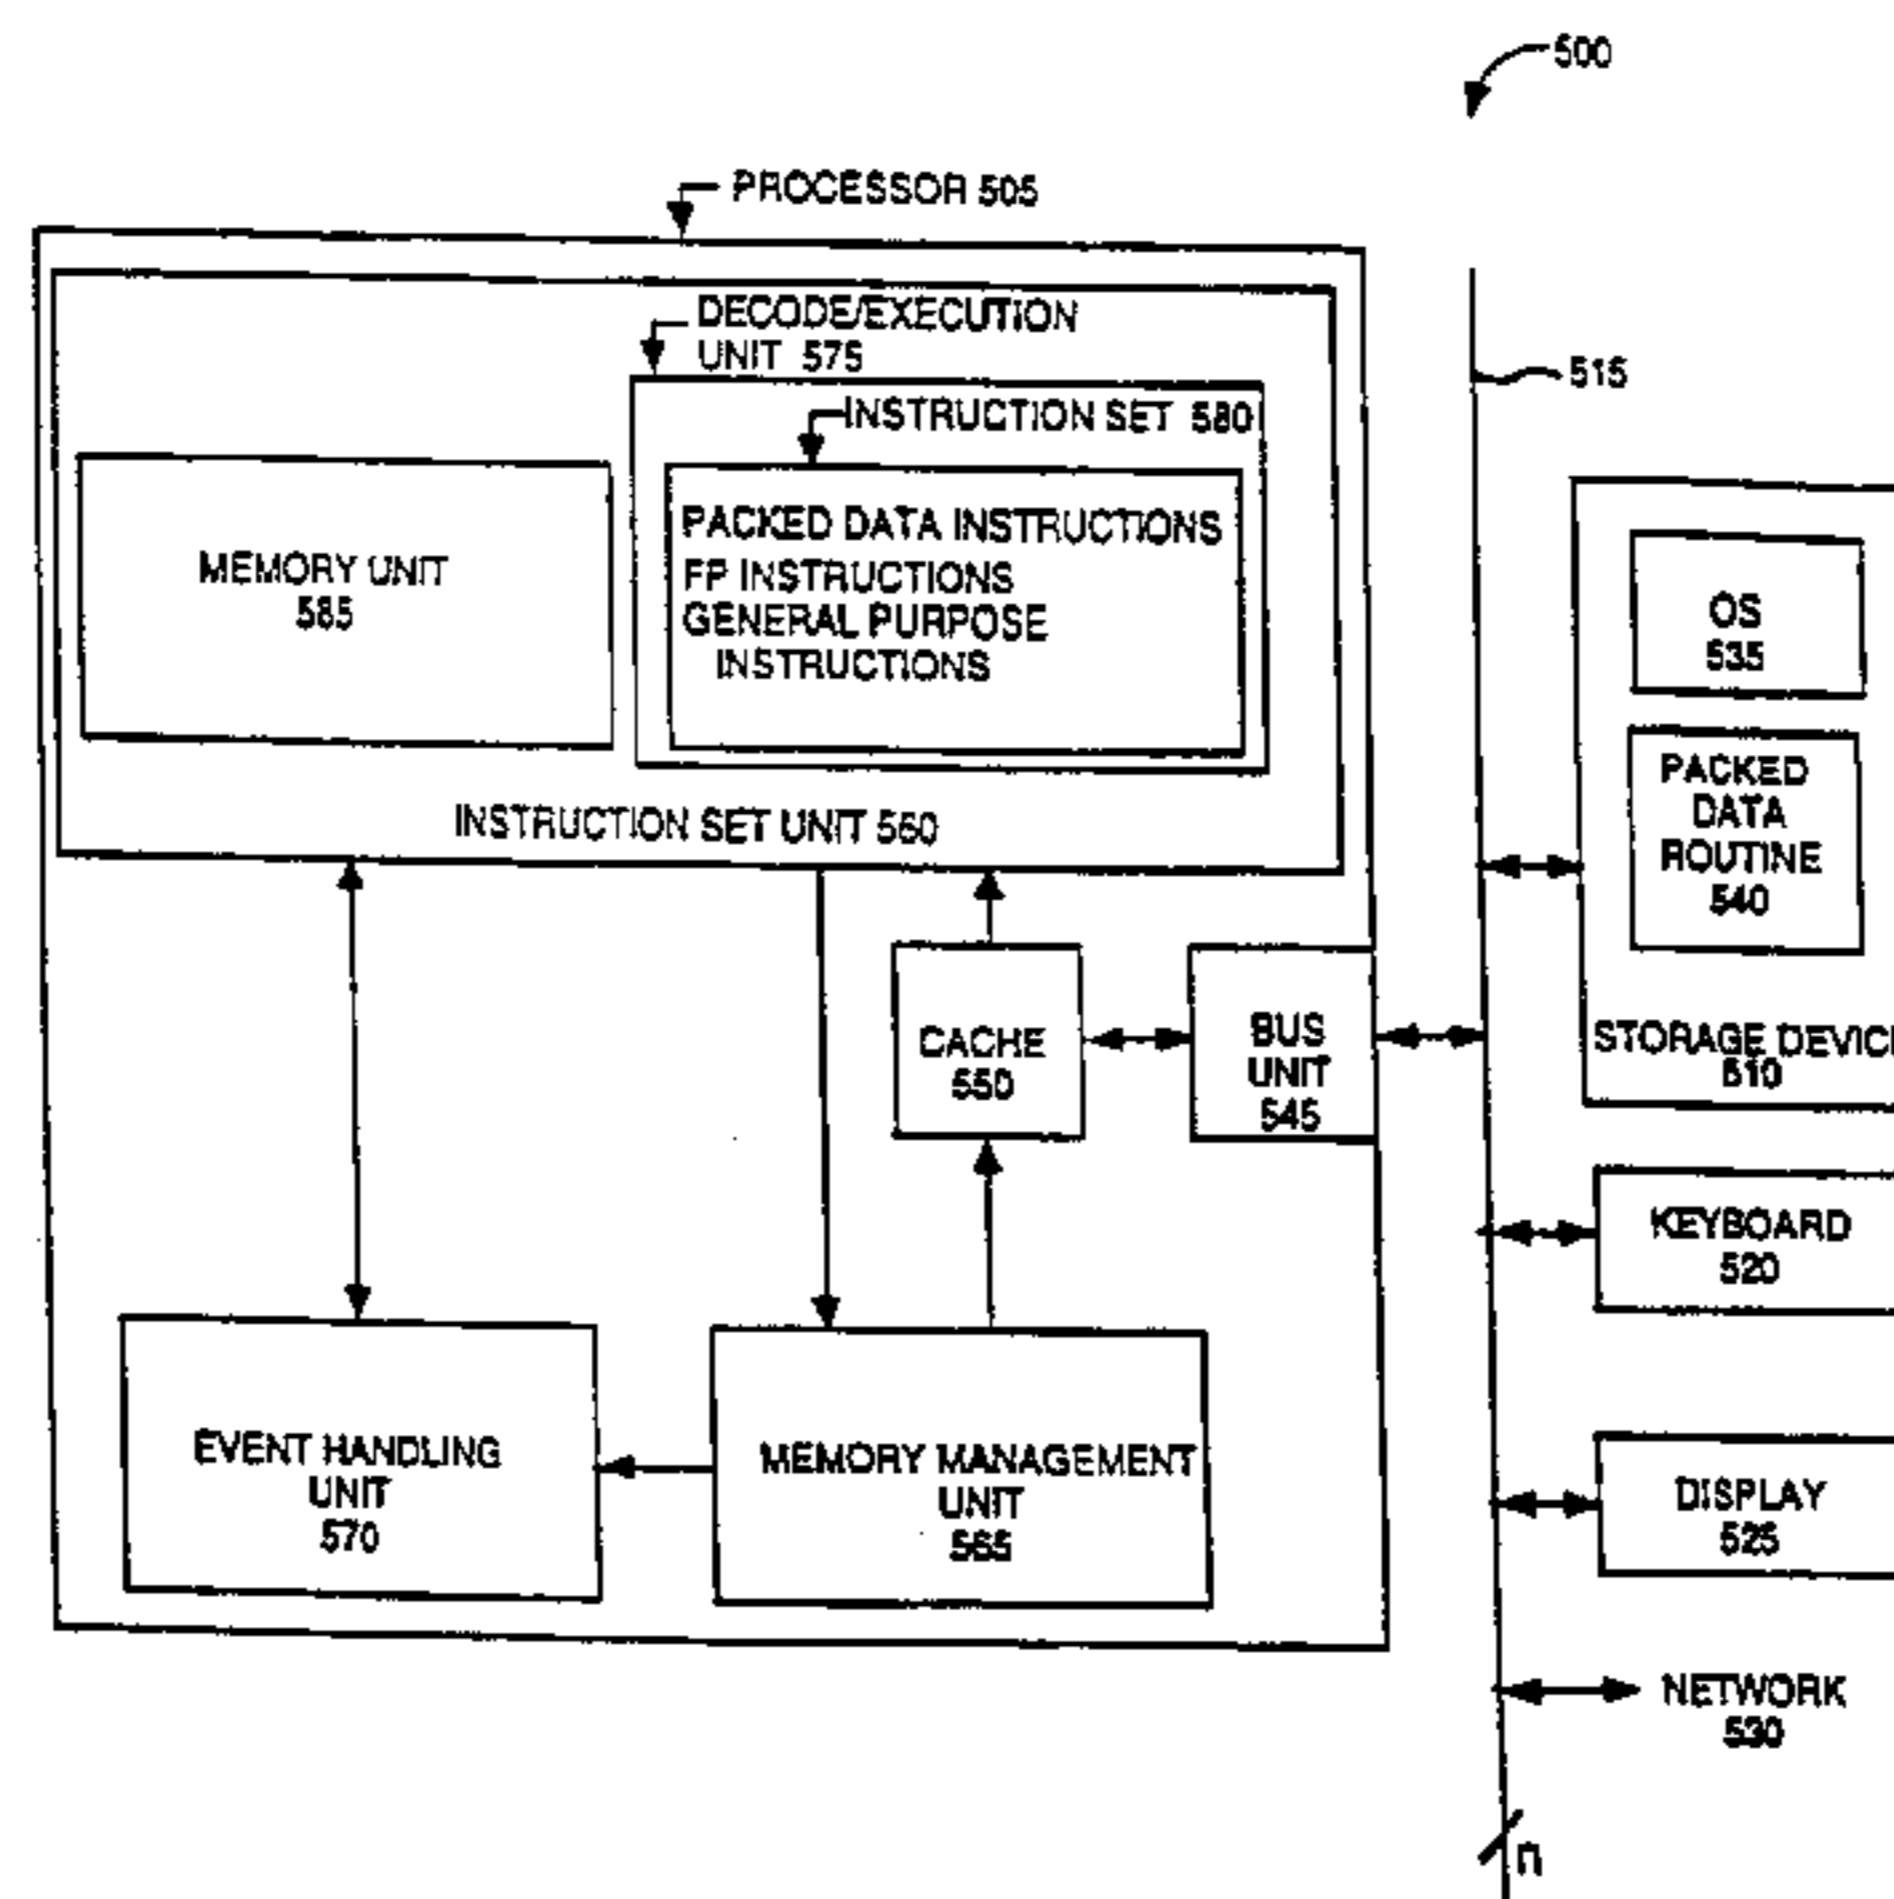 500
PROCESSOR 505
DECODE/EXECUTION
UNIT 575
515
INSTRUCTION SET 580
PACKED DATA INSTRUCTIONS
FP INSTRUCTIONS
GENERAL PURPOSE
INSTRUCTIONS
MEMORY UNIT
585
INSTRUCTION SET UNIT 560
OS
535
PACKED
DATA
ROUTINE
540
CACHE
550
BUS
UNIT
545
STORAGE DEVIC
510
KEYBOARD
520
EVENT HANDLING
UNIT
570
MEMORY MANAGEMENT
UNIT
565
DISPLAY
525
NETWORK
530
n